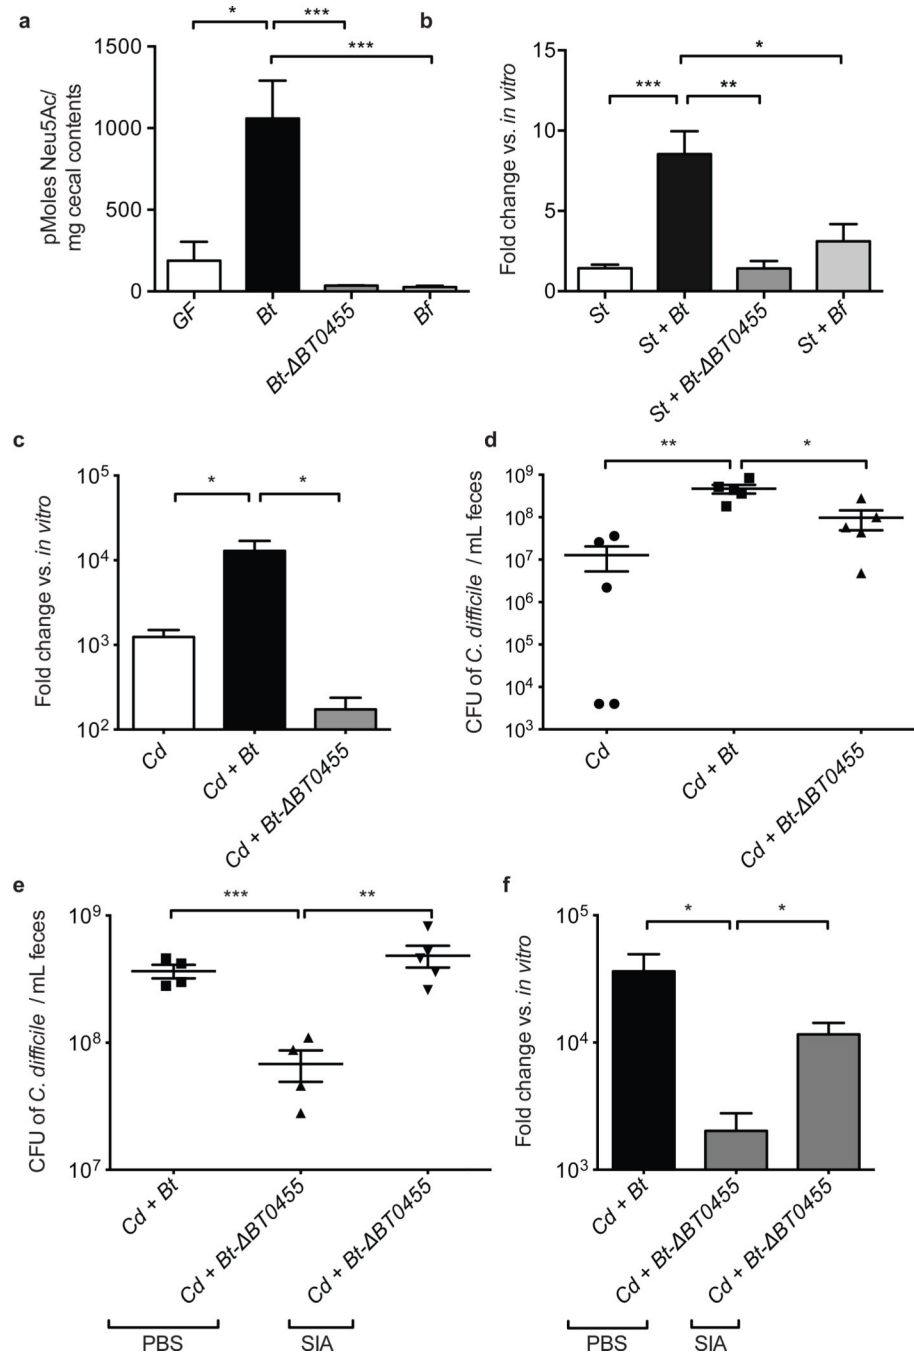 a
* ***
***
pMoles Neu5Ac/
mg cecal contents
1500
1000
500
0
GF
Bt
Bt-ΔBT0455
Bf
b
*
*** **
Fold change vs. in vitro
15
10
5
0
St
St + Bt
St + Bt-ΔBT0455
St + Bf
c
* *
Fold change vs. in vitro
10⁵
10⁴
10³
10²
Cd
Cd + Bt
Cd + Bt-ΔBT0455
d
** *
CFU of C. difficile / mL feces
10⁹
10⁸
10⁷
10⁶
10⁵
10⁴
10³
Cd
Cd + Bt
Cd + Bt-ΔBT0455
e
*** **
CFU of C. difficile / mL feces
10⁹
10⁸
10⁷
Cd + Bt
Cd + Bt-ΔBT0455
Cd + Bt-ΔBT0455
PBS
SIA
f
* *
Fold change vs. in vitro
10⁵
10⁴
10³
Cd + Bt
Cd + Bt-ΔBT0455
Cd + Bt-ΔBT0455
PBS
SIA